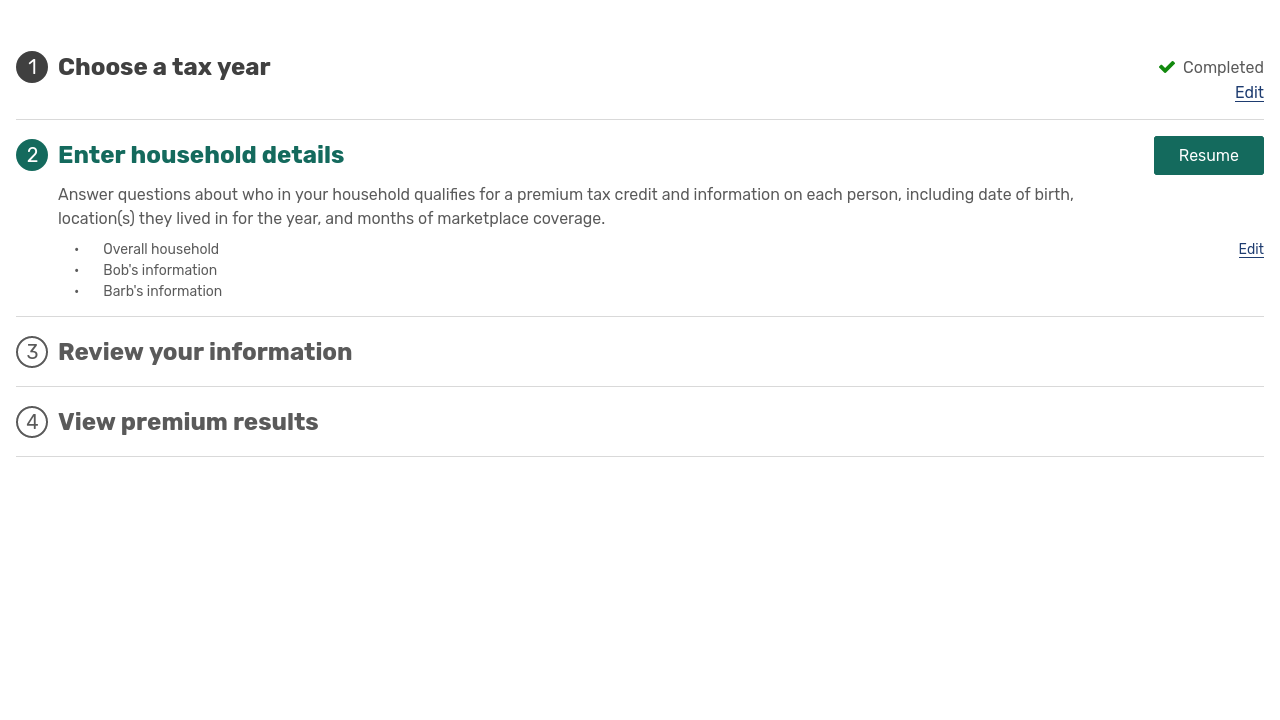 1 Choose a tax year
Completed
Edit
2 Enter household details
Resume
Answer questions about who in your household qualifies for a premium tax credit and information on each person, including date of birth,
location(s) they lived in for the year, and months of marketplace coverage.
• Overall household
Edit
• Bob's information
• Barb's information
3 Review your information
4 View premium results